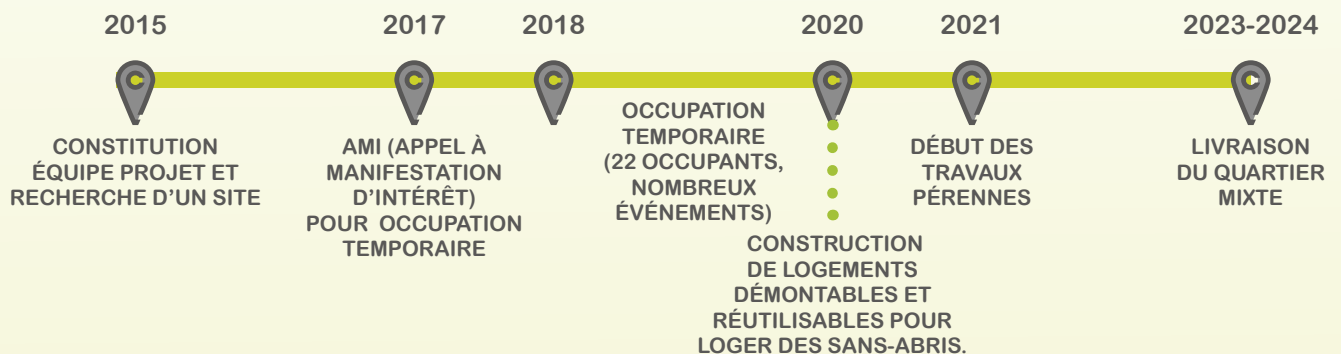 2015
2017
2018
2020
2021
2023-2024
CONSTITUTION
ÉQUIPE PROJET ET
RECHERCHE D'UN SITE
AMI (APPEL À
MANIFESTATION
D'INTÉRÊT)
POUR OCCUPATION
TEMPORAIRE
OCCUPATION
TEMPORAIRE
(22 OCCUPANTS,
NOMBREUX
ÉVÉNEMENTS)
CONSTRUCTION
DE LOGEMENTS
DÉMONTABLES ET
RÉUTILISABLES POUR
LOGER DES SANS-ABRIS.
DÉBUT DES
TRAVAUX
PÉRENNES
LIVRAISON
DU QUARTIER
MIXTE